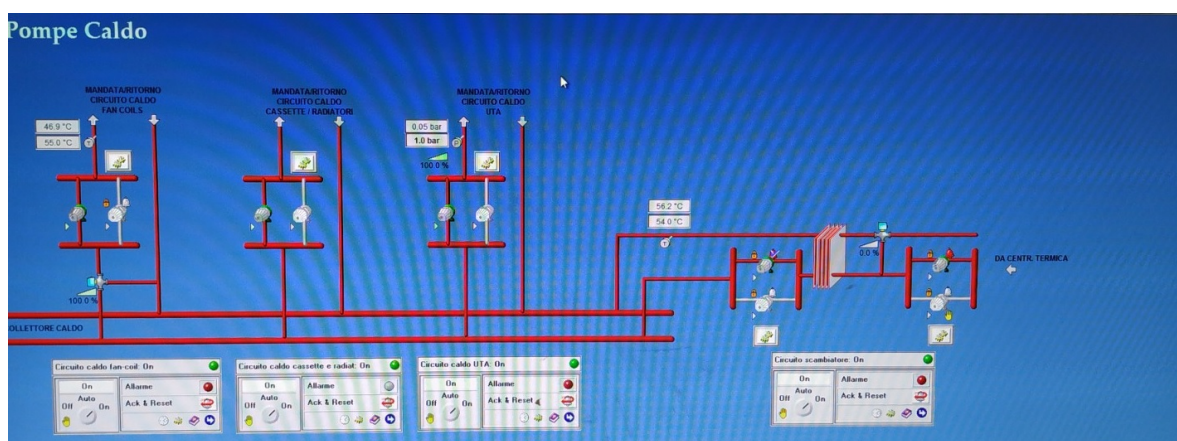 Pompe Caldo
MANDATA/RITORNO
CIRCUITO CALDO
FAN COILS
MANDATA/RITORNO
CIRCUITO CALDO
CASSETTE / RADIATORI
MANDATA/RITORNO
CIRCUITO CALDO
UTA
46.9 °C
55.0 °C
T
0.05 bar
1.0 bar
100.0 %
56.2 °C
54.0 °C
T
0.0 %
DA CENTR. TERMICA
100.0 %
OLLETTORE CALDO
Circuito caldo fan-coil: On
On
Off Auto On
Allarme
Ack & Reset
Circuito caldo cassette e radiat: On
On
Off Auto On
Allarme
Ack & Reset
Circuito caldo UTA: On
On
Off Auto On
Allarme
Ack & Reset
Circuito scambiatore: On
On
Off Auto On
Allarme
Ack & Reset